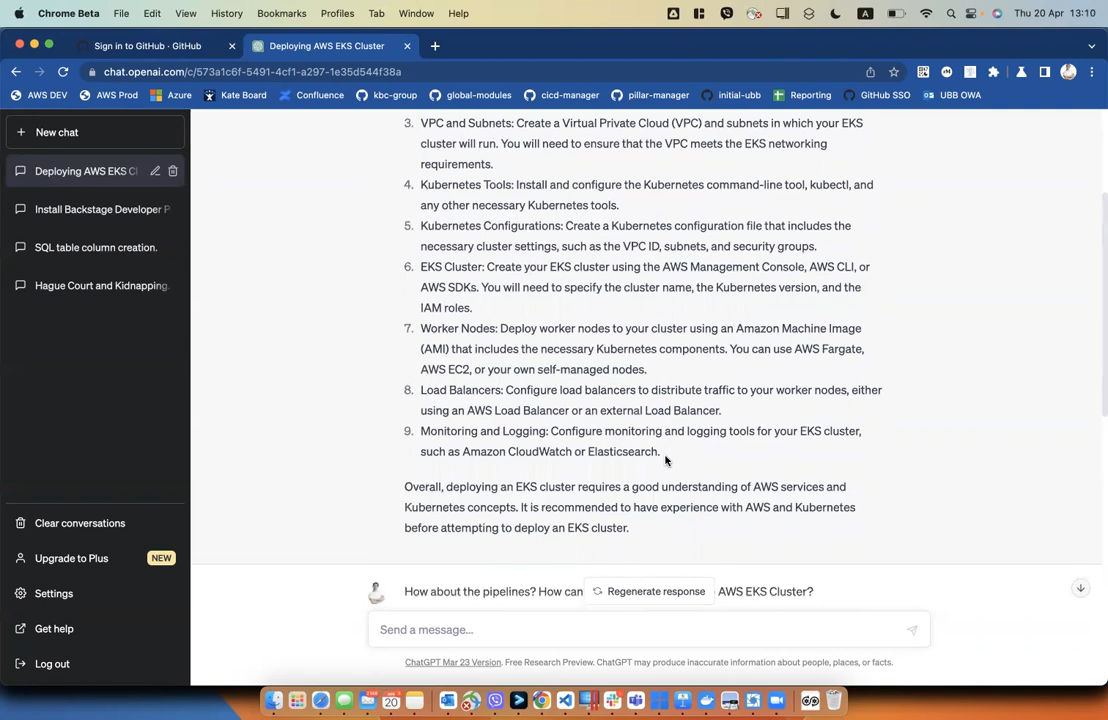 Chrome Beta File Edit View History Bookmarks Profiles Tab Window Help A Thu 20 Apr 13:10
Sign in to GitHub · GitHub Deploying AWS EKS Cluster
chat.openai.com/c/573a1c6f-5491-4cf1-a297-1e35d544f38a
AWS DEV AWS Prod Azure Kate Board Confluence kbc-group global-modules cicd-manager pillar-manager initial-ubb Reporting GitHub SSO UBB OWA
New chat
Deploying AWS EKS Cl
Install Backstage Developer P
SQL table column creation.
Hague Court and Kidnapping.
Clear conversations
Upgrade to Plus NEW
Settings
Get help
Log out
3. VPC and Subnets: Create a Virtual Private Cloud (VPC) and subnets in which your EKS
cluster will run. You will need to ensure that the VPC meets the EKS networking
requirements.
4. Kubernetes Tools: Install and configure the Kubernetes command-line tool, kubectl, and
any other necessary Kubernetes tools.
5. Kubernetes Configurations: Create a Kubernetes configuration file that includes the
necessary cluster settings, such as the VPC ID, subnets, and security groups.
6. EKS Cluster: Create your EKS cluster using the AWS Management Console, AWS CLI, or
AWS SDKs. You will need to specify the cluster name, the Kubernetes version, and the
IAM roles.
7. Worker Nodes: Deploy worker nodes to your cluster using an Amazon Machine Image
(AMI) that includes the necessary Kubernetes components. You can use AWS Fargate,
AWS EC2, or your own self-managed nodes.
8. Load Balancers: Configure load balancers to distribute traffic to your worker nodes, either
using an AWS Load Balancer or an external Load Balancer.
9. Monitoring and Logging: Configure monitoring and logging tools for your EKS cluster,
such as Amazon CloudWatch or Elasticsearch.
Overall, deploying an EKS cluster requires a good understanding of AWS services and
Kubernetes concepts. It is recommended to have experience with AWS and Kubernetes
before attempting to deploy an EKS cluster.
How about the pipelines? How can Regenerate response AWS EKS Cluster?
Send a message...
ChatGPT Mar 23 Version. Free Research Preview. ChatGPT may produce inaccurate information about people, places, or facts.
20